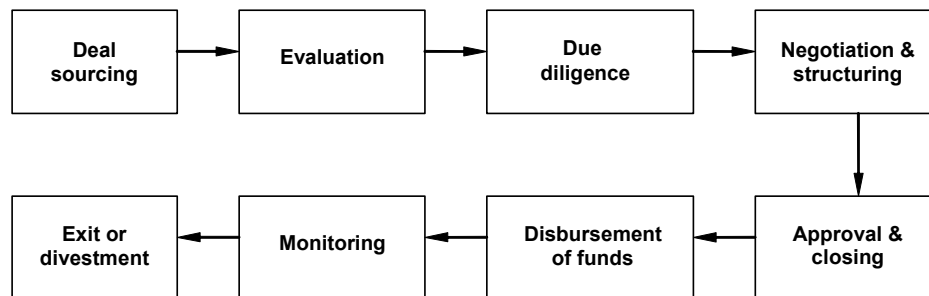 Deal
sourcing
Evaluation
Due
diligence
Negotiation &
structuring
Approval &
closing
Disbursement
of funds
Monitoring
Exit or
divestment